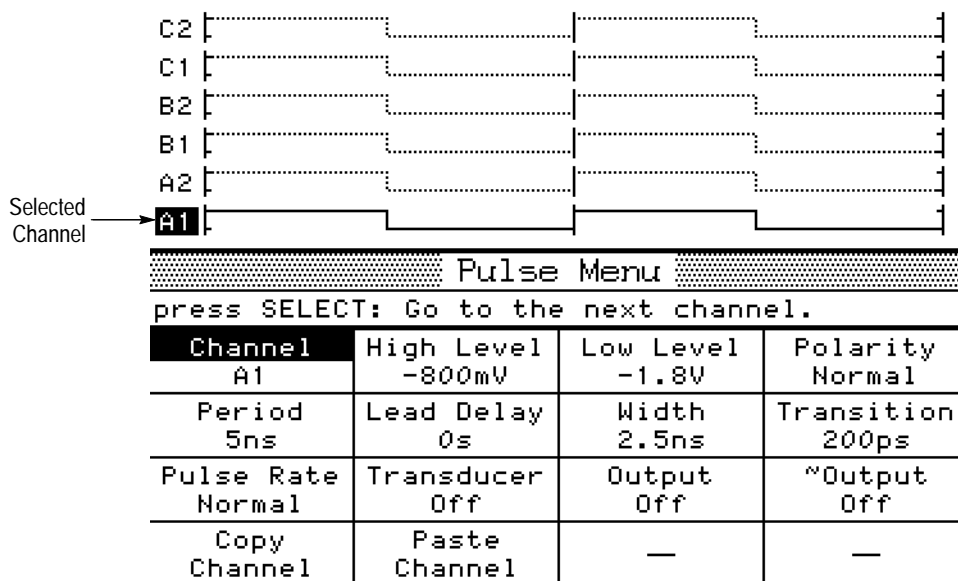 C2
C1
B2
B1
A2
Selected
Channel
A1
Pulse Menu
press SELECT: Go to the next channel.
Channel High Level Low Level Polarity
A1 -800mV -1.8V Normal
Period Lead Delay Width Transition
5ns 0s 2.5ns 200ps
Pulse Rate Transducer Output ~Output
Normal Off Off Off
Copy Paste
Channel Channel — —